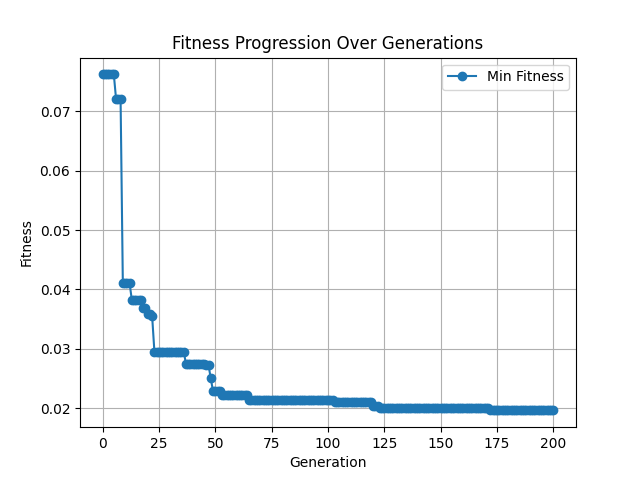 Fitness Progression Over Generations
Min Fitness
Fitness
0.07
0.06
0.05
0.04
0.03
0.02
0 25 50 75 100 125 150 175 200
Generation